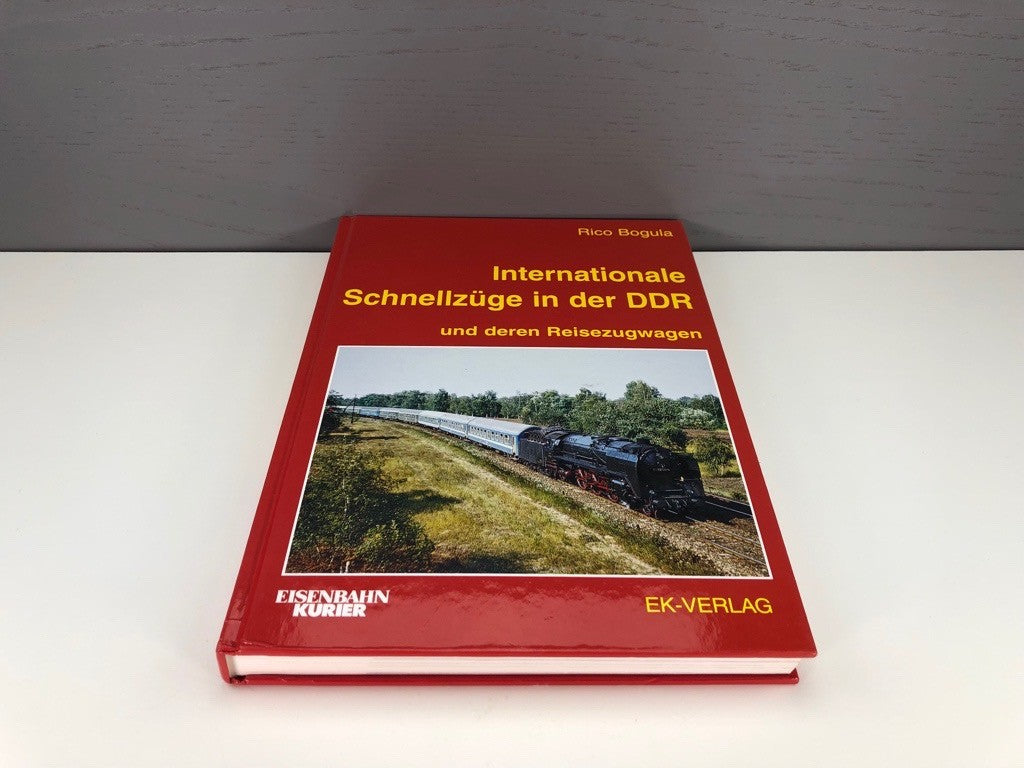 Rico Bogula
Internationale
Schnellzüge in der DDR
und deren Reisezugwagen
EISENBAHN
KURIER
EK-VERLAG